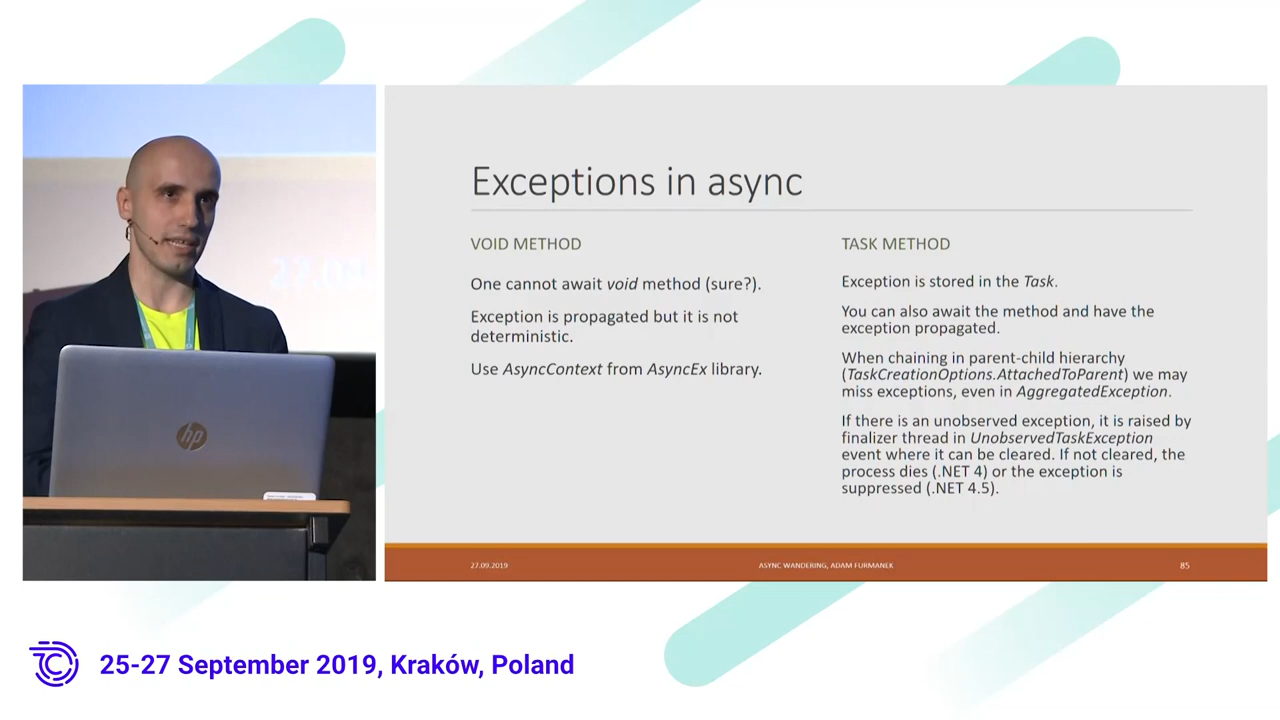 Exceptions in async
VOID METHOD
One cannot await void method (sure?).
Exception is propagated but it is not
deterministic.
Use AsyncContext from AsyncEx library.
TASK METHOD
Exception is stored in the Task.
You can also await the method and have the
exception propagated.
When chaining in parent-child hierarchy
(TaskCreationOptions.AttachedToParent) we may
miss exceptions, even in AggregatedException.
If there is an unobserved exception, it is raised by
finalizer thread in UnobservedTaskException
event where it can be cleared. If not cleared, the
process dies (.NET 4) or the exception is
suppressed (.NET 4.5).
27.09.2019
ASYNC WANDERING, ADAM FURMANEK
85
27.09
hp
25-27 September 2019, Kraków, Poland